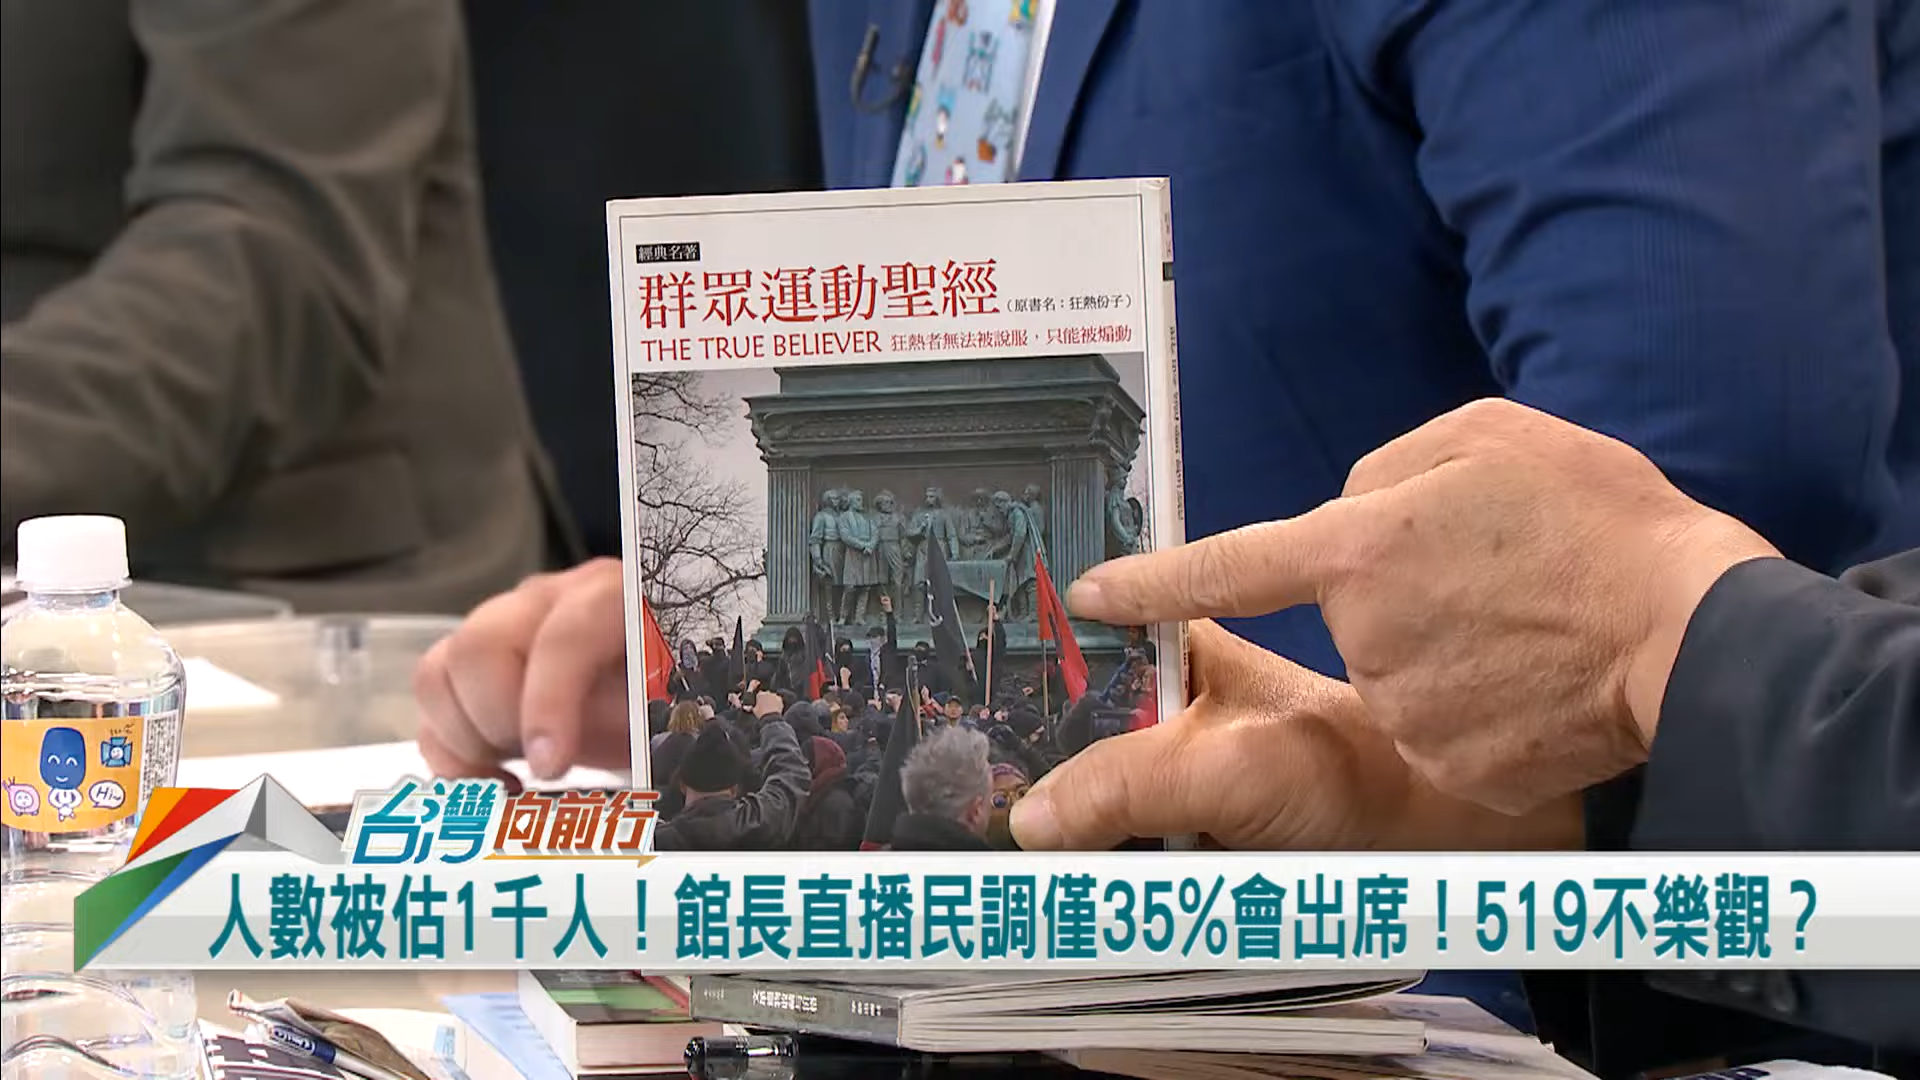 經典名著
群眾運動聖經（原書名：狂熱份子）
THE TRUE BELIEVER 狂熱者無法被說服，只能被煽動
Hi~
台灣向前行
人數被估1千人！館長直播民調僅35%會出席！519不樂觀？